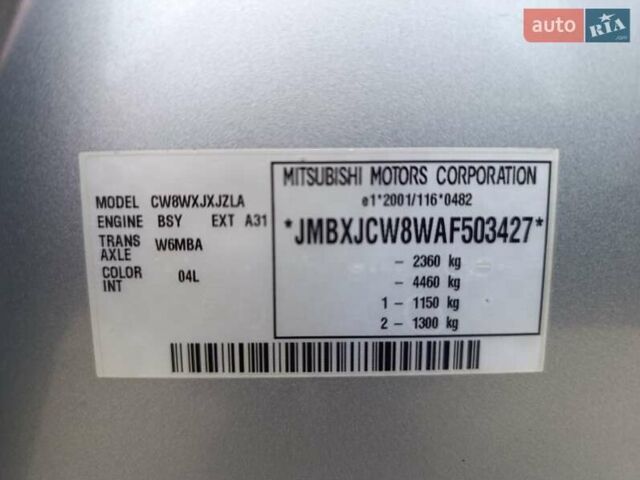 auto RIA.com
MODEL CW8WXJXJZLA
ENGINE BSY EXT A31
TRANS AXLE W6MBA
COLOR INT 04L
MITSUBISHI MOTORS CORPORATION
e1*2001/116*0482
*JMBXJCW8WAF503427*
- 2360 kg
- 4460 kg
1 - 1150 kg
2 - 1300 kg